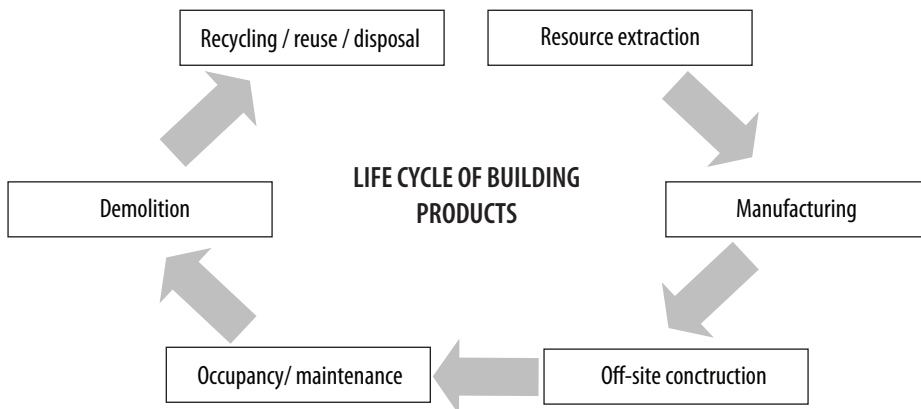 Recycling / reuse / disposal
Resource extraction
LIFE CYCLE OF BUILDING
PRODUCTS
Demolition
Manufacturing
Occupancy/ maintenance
Off-site conctruction